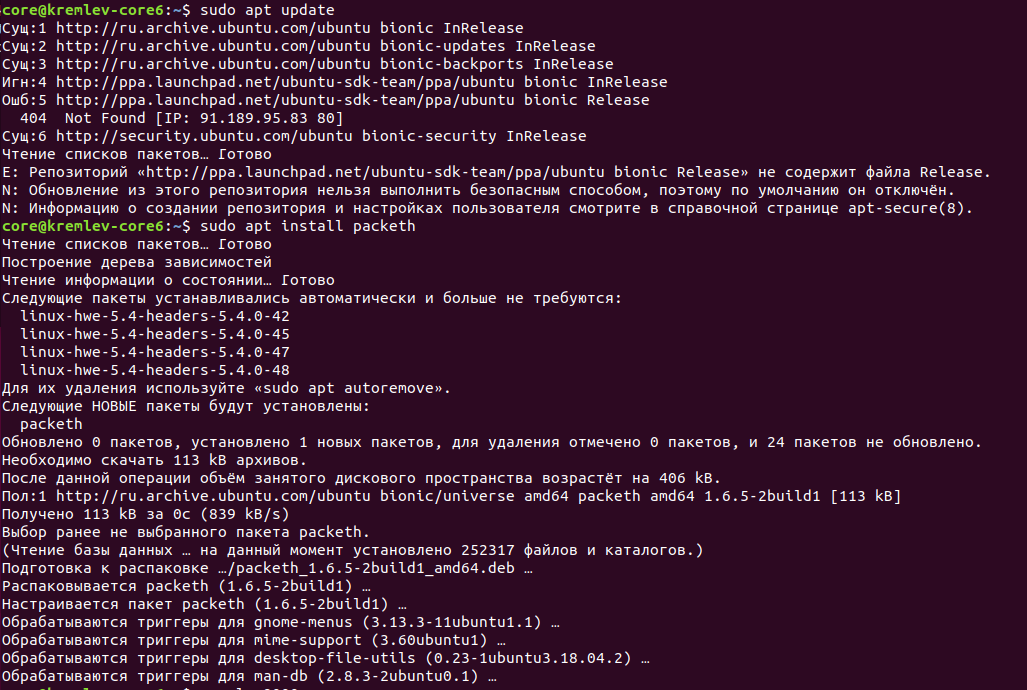 core@kremlev-core6:~$ sudo apt update
Сущ:1 http://ru.archive.ubuntu.com/ubuntu bionic InRelease
Сущ:2 http://ru.archive.ubuntu.com/ubuntu bionic-updates InRelease
Сущ:3 http://ru.archive.ubuntu.com/ubuntu bionic-backports InRelease
Игн:4 http://ppa.launchpad.net/ubuntu-sdk-team/ppa/ubuntu bionic InRelease
Ошб:5 http://ppa.launchpad.net/ubuntu-sdk-team/ppa/ubuntu bionic Release
404  Not Found [IP: 91.189.95.83 80]
Сущ:6 http://security.ubuntu.com/ubuntu bionic-security InRelease
Чтение списков пакетов… Готово
E: Репозиторий «http://ppa.launchpad.net/ubuntu-sdk-team/ppa/ubuntu bionic Release» не содержит файла Release.
N: Обновление из этого репозитория нельзя выполнить безопасным способом, поэтому по умолчанию он отключён.
N: Информацию о создании репозитория и настройках пользователя смотрите в справочной странице apt-secure(8).
core@kremlev-core6:~$ sudo apt install packeth
Чтение списков пакетов… Готово
Построение дерева зависимостей
Чтение информации о состоянии… Готово
Следующие пакеты устанавливались автоматически и больше не требуются:
linux-hwe-5.4-headers-5.4.0-42
linux-hwe-5.4-headers-5.4.0-45
linux-hwe-5.4-headers-5.4.0-47
linux-hwe-5.4-headers-5.4.0-48
Для их удаления используйте «sudo apt autoremove».
Следующие НОВЫЕ пакеты будут установлены:
packeth
Обновлено 0 пакетов, установлено 1 новых пакетов, для удаления отмечено 0 пакетов, и 24 пакетов не обновлено.
Необходимо скачать 113 kB архивов.
После данной операции объём занятого дискового пространства возрастёт на 406 kB.
Пол:1 http://ru.archive.ubuntu.com/ubuntu bionic/universe amd64 packeth amd64 1.6.5-2build1 [113 kB]
Получено 113 kB за 0с (839 kB/s)
Выбор ранее не выбранного пакета packeth.
(Чтение базы данных … на данный момент установлено 252317 файлов и каталогов.)
Подготовка к распаковке …/packeth_1.6.5-2build1_amd64.deb …
Распаковывается packeth (1.6.5-2build1) …
Настраивается пакет packeth (1.6.5-2build1) …
Обрабатываются триггеры для gnome-menus (3.13.3-11ubuntu1.1) …
Обрабатываются триггеры для mime-support (3.60ubuntu1) …
Обрабатываются триггеры для desktop-file-utils (0.23-1ubuntu3.18.04.2) …
Обрабатываются триггеры для man-db (2.8.3-2ubuntu0.1) …